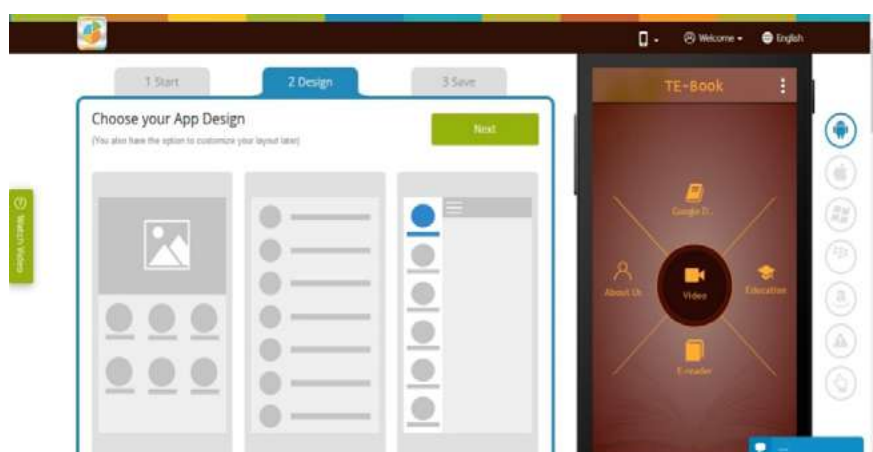 Welcome
English
1 Start
2 Design
3 Save
TE-Book
Choose your App Design
Next
(You also have the option to customize your layout later)
Watch Video
Google D..
About Us
Video
Education
E-reader